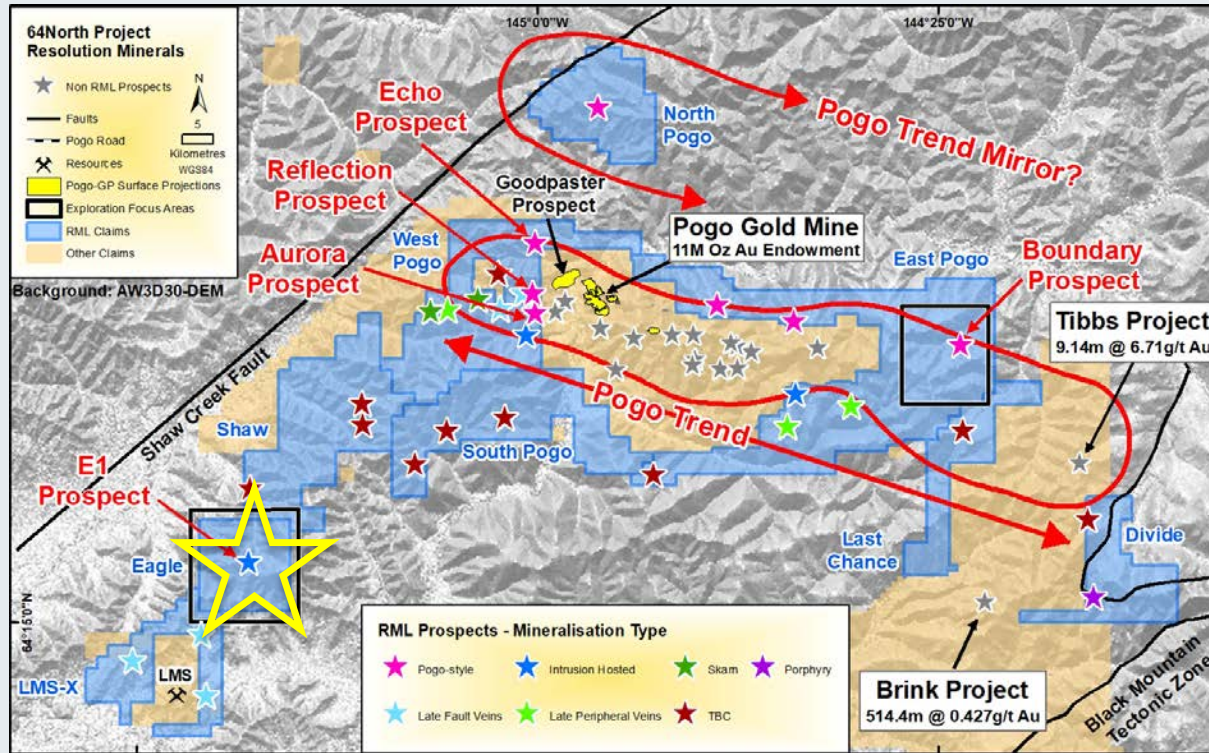 64North Project
Resolution Minerals
Non RML Prospects
N
Faults
5
Pogo Road
Kilometres
Resources
WGS84
Pogo-GP Surface Projections
Exploration Focus Areas
RML Claims
Other Claims
Background: AW3D30-DEM
145°0'0"W
144°25'0"W
64°15'0"N
Echo
Prospect
Reflection
Prospect
Aurora
Prospect
North
Pogo
Pogo Trend Mirror?
Goodpaster
Prospect
Pogo Gold Mine
11M Oz Au Endowment
West
Pogo
East Pogo
Boundary
Prospect
Tibbs Project
9.14m @ 6.71g/t Au
Shaw Creek Fault
Pogo Trend
Shaw
South Pogo
E1
Prospect
Eagle
Last
Chance
Divide
LMS-X
LMS
RML Prospects - Mineralisation Type
Pogo-style
Intrusion Hosted
Skarn
Porphyry
Late Fault Veins
Late Peripheral Veins
TBC
Brink Project
514.4m @ 0.427g/t Au
Black Mountain
Tectonic Zone